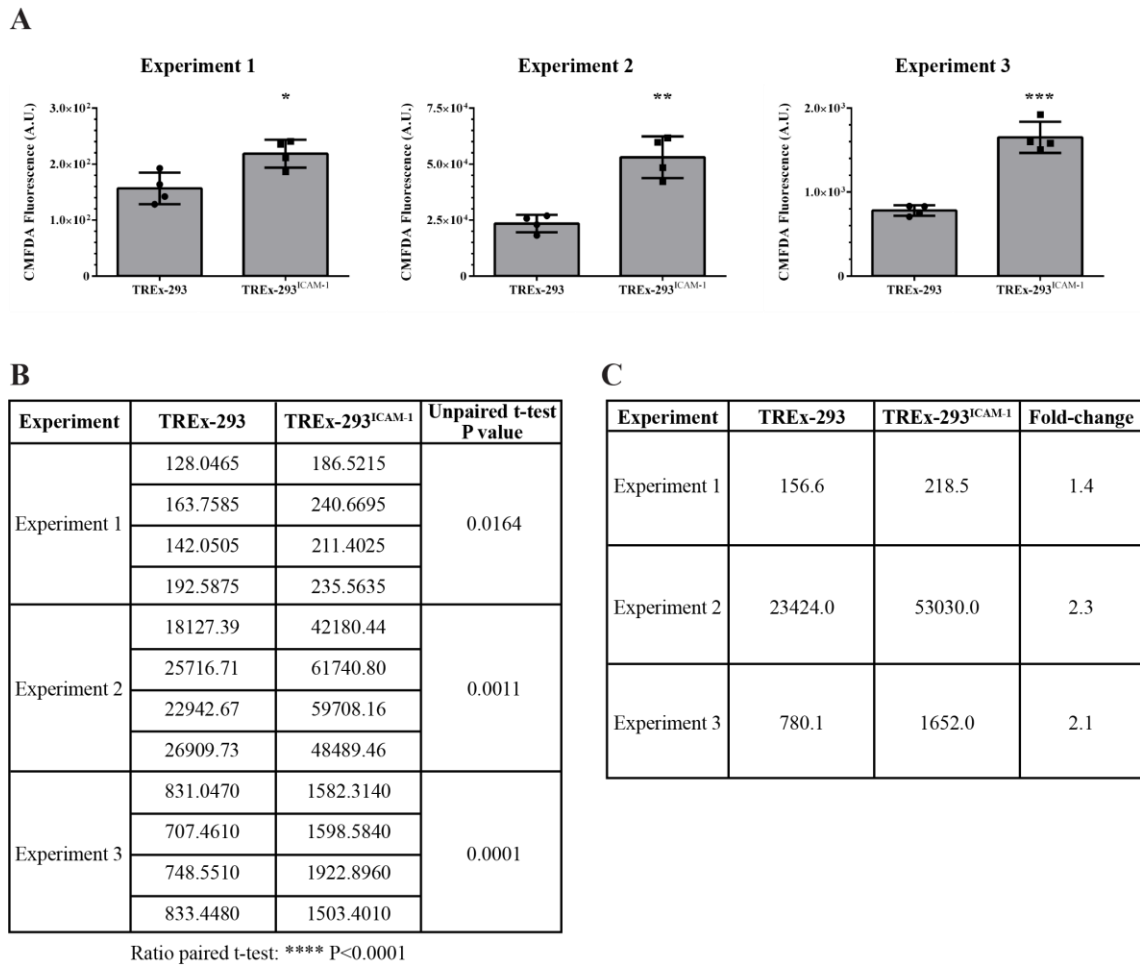 A
Experiment 1
Experiment 2
Experiment 3
CMFDA Fluorescence (A.U.)
3.0×10²
2.0×10²
1.0×10²
0
*
TREx-293
TREx-293ᴵᶜᴬᴹ⁻¹
CMFDA Fluorescence (A.U.)
7.5×10⁴
5.0×10⁴
2.5×10⁴
0
**
TREx-293
TREx-293ᴵᶜᴬᴹ⁻¹
CMFDA Fluorescence (A.U.)
2.0×10³
1.0×10³
0
***
TREx-293
TREx-293ᴵᶜᴬᴹ⁻¹
B
Experiment TREx-293 TREx-293ᴵᶜᴬᴹ⁻¹ Unpaired t-test
P value
128.0465 186.5215
163.7585 240.6695
Experiment 1 0.0164
142.0505 211.4025
192.5875 235.5635
18127.39 42180.44
25716.71 61740.80
Experiment 2 0.0011
22942.67 59708.16
26909.73 48489.46
831.0470 1582.3140
707.4610 1598.5840
Experiment 3 0.0001
748.5510 1922.8960
833.4480 1503.4010
Ratio paired t-test: **** P<0.0001
C
Experiment TREx-293 TREx-293ᴵᶜᴬᴹ⁻¹ Fold-change
Experiment 1 156.6 218.5 1.4
Experiment 2 23424.0 53030.0 2.3
Experiment 3 780.1 1652.0 2.1